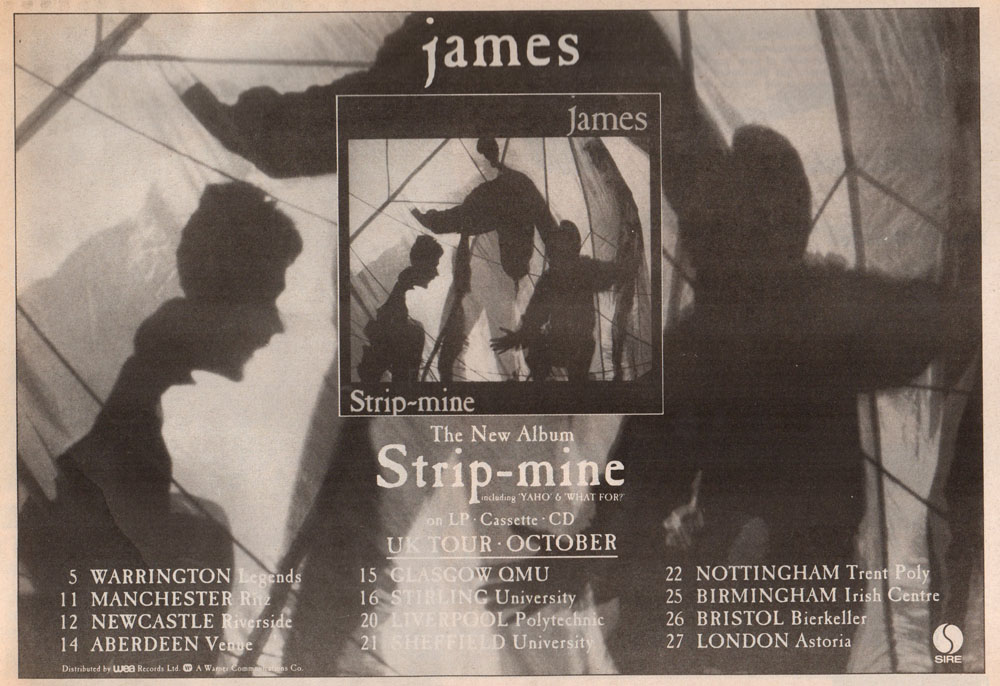 james
james
Strip-mine
The New Album
Strip-mine
including 'YAHO' & 'WHAT FOR?'
on LP · Cassette · CD
UK TOUR · OCTOBER
5 WARRINGTON Legends
11 MANCHESTER Ritz
12 NEWCASTLE Riverside
14 ABERDEEN Venue
15 GLASGOW QMU
16 STIRLING University
20 LIVERPOOL Polytechnic
21 SHEFFIELD University
22 NOTTINGHAM Trent Poly
25 BIRMINGHAM Irish Centre
26 BRISTOL Bierkeller
27 LONDON Astoria
Distributed by wea Records Ltd. W A Warner Communications Co.
SIRE